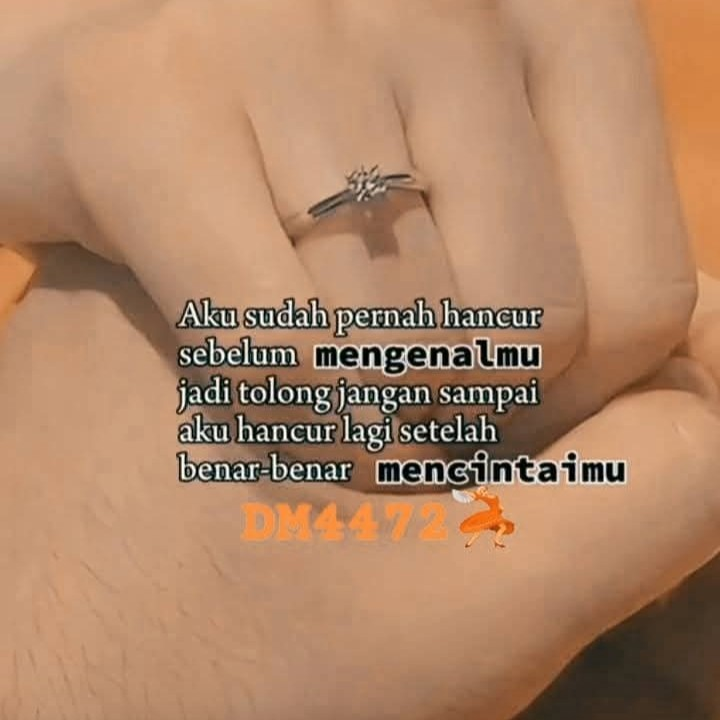 Aku sudah pernah hancur
sebelum mengenalmu
jadi tolong jangan sampai
aku hancur lagi setelah
benar-benar mencintaimu
DM4472